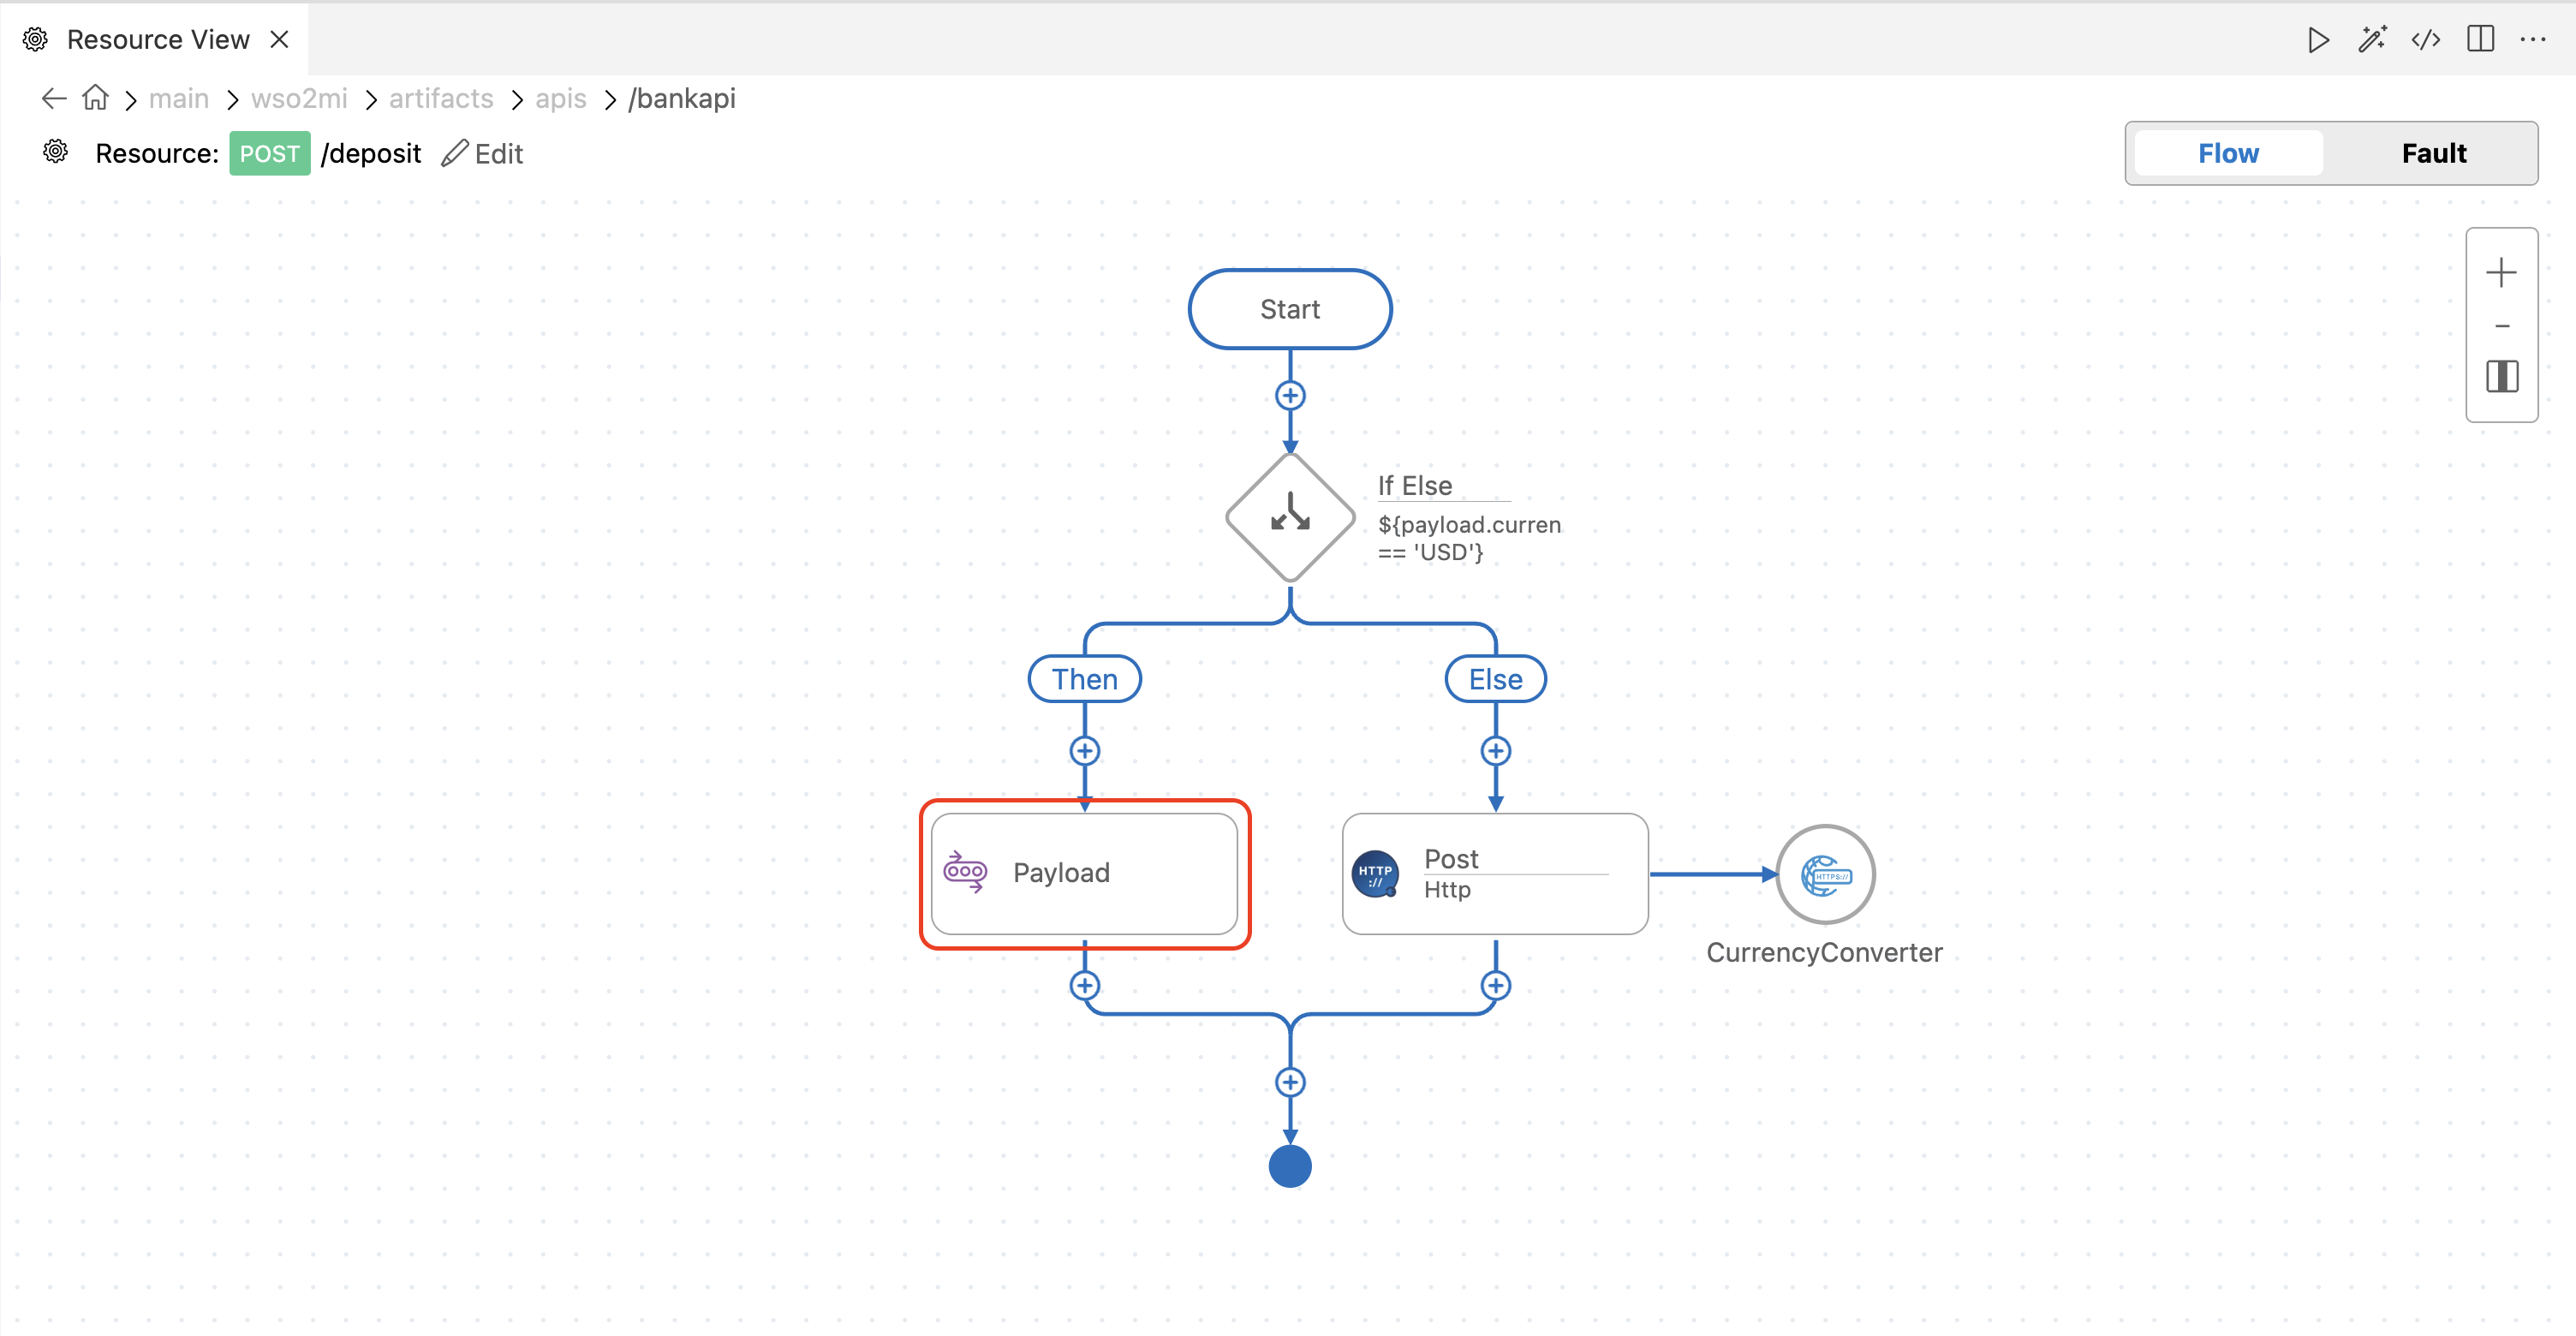 Resource View
main wso2mi artifacts apis /bankapi
Resource: POST /deposit Edit
Flow Fault
Start
If Else
${payload.curren
== 'USD'}
Then Else
Payload
HTTP
://
Post
Http
HTTPS://
CurrencyConverter